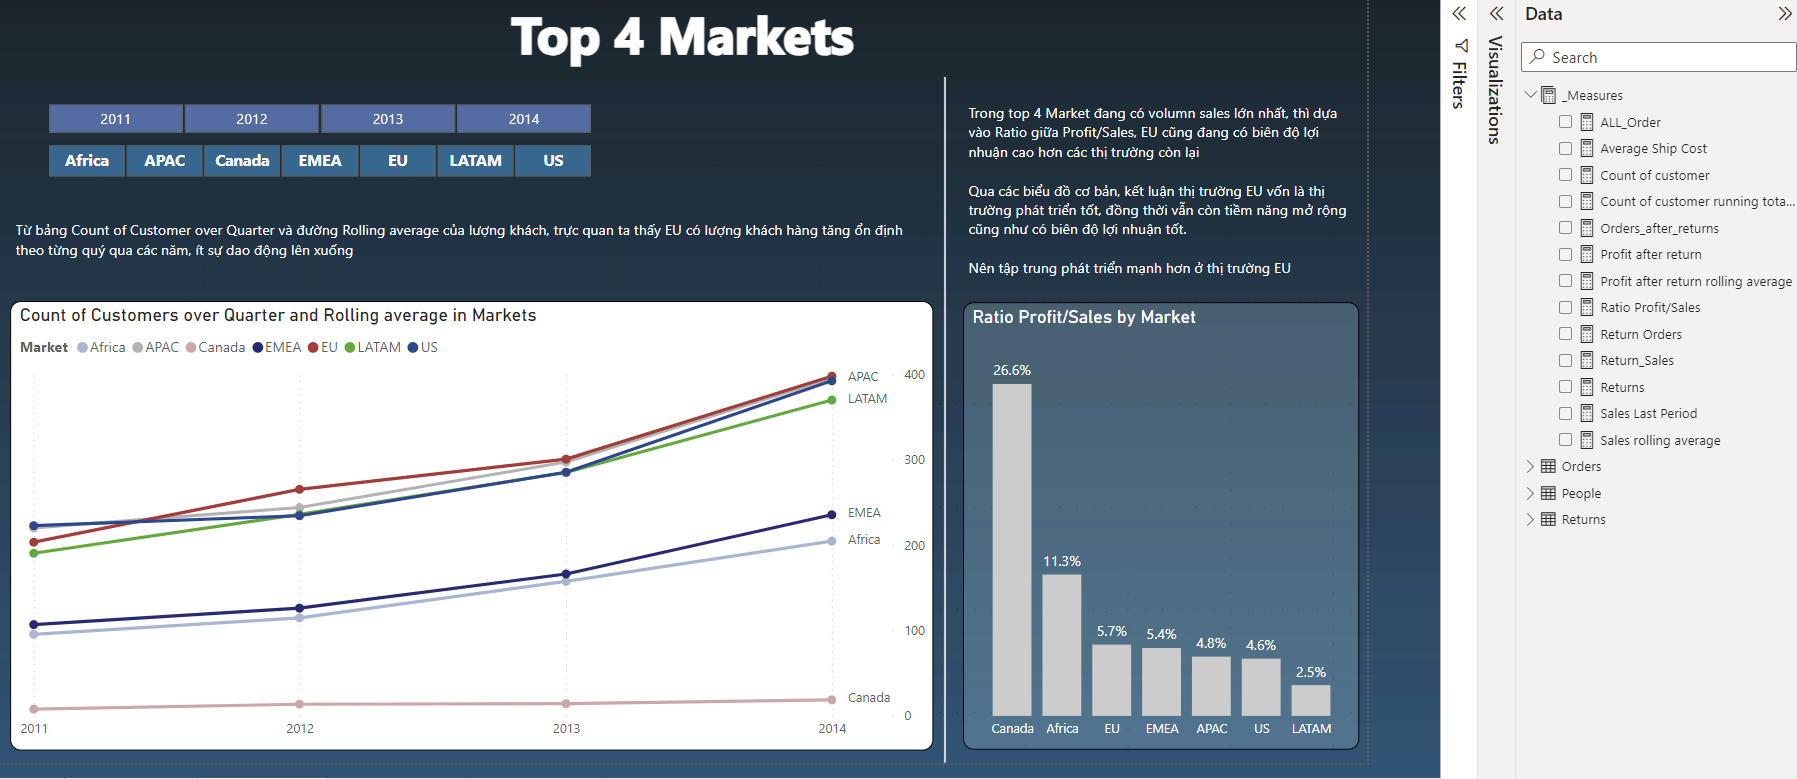 Top 4 Markets
2011 2012 2013 2014
Africa APAC Canada EMEA EU LATAM US
Từ bảng Count of Customer over Quarter và đường Rolling average của lượng khách, trực quan ta thấy EU có lượng khách hàng tăng ổn định
theo từng quý qua các năm, ít sự dao động lên xuống
Count of Customers over Quarter and Rolling average in Markets
Market Africa APAC Canada EMEA EU LATAM US
400
APAC
LATAM
300
EMEA
Africa
200
100
Canada
0
2011 2012 2013 2014
Trong top 4 Market đang có volumn sales lớn nhất, thì dựa
vào Ratio giữa Profit/Sales, EU cũng đang có biên độ lợi
nhuận cao hơn các thị trường còn lại
Qua các biểu đồ cơ bản, kết luận thị trường EU vốn là thị
trường phát triển tốt, đồng thời vẫn còn tiềm năng mở rộng
cũng như có biên độ lợi nhuận tốt.
Nên tập trung phát triển mạnh hơn ở thị trường EU
Ratio Profit/Sales by Market
26.6%
11.3%
5.7%
5.4%
4.8%
4.6%
2.5%
Canada Africa EU EMEA APAC US LATAM
Filters
Visualizations
Data
Search
_Measures
ALL_Order
Average Ship Cost
Count of customer
Count of customer running tota...
Orders_after_returns
Profit after return
Profit after return rolling average
Ratio Profit/Sales
Return Orders
Return_Sales
Returns
Sales Last Period
Sales rolling average
Orders
People
Returns